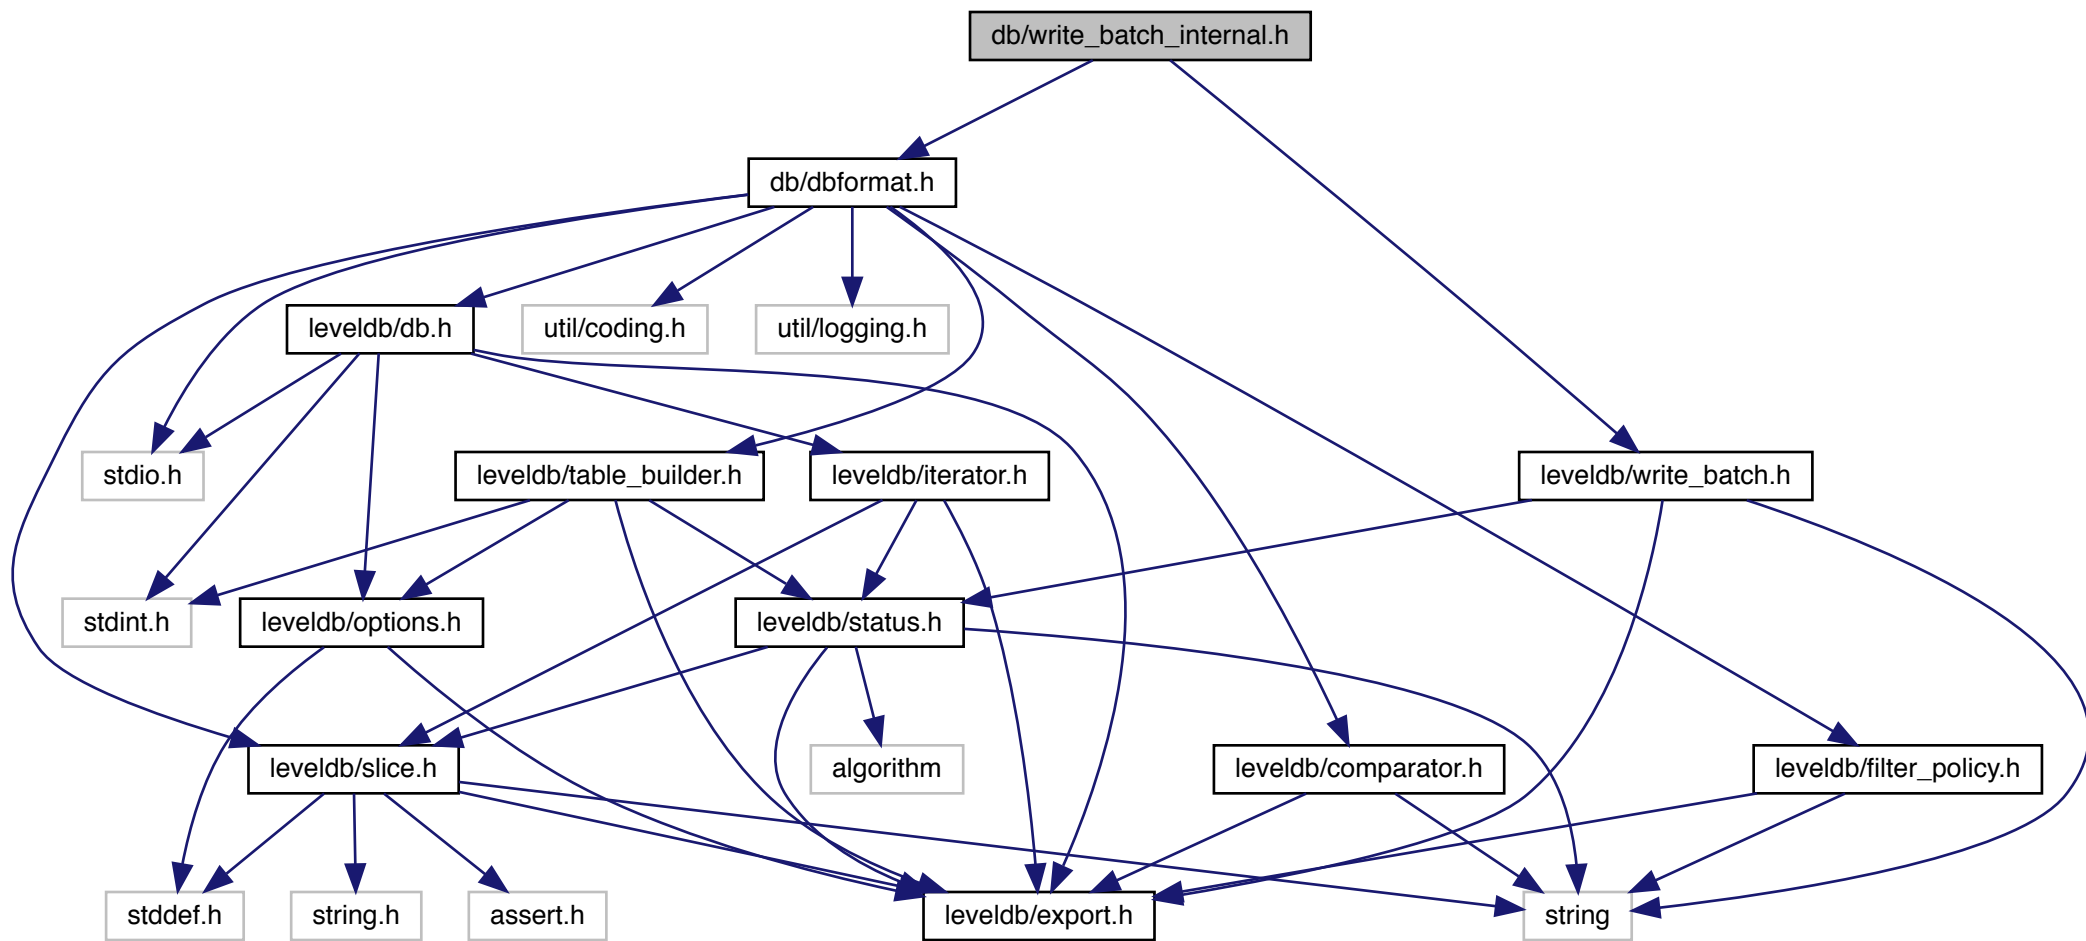 db/write_batch_internal.h
db/dbformat.h
leveldb/db.h
util/coding.h
util/logging.h
stdio.h
leveldb/table_builder.h
leveldb/iterator.h
leveldb/write_batch.h
stdint.h
leveldb/options.h
leveldb/status.h
leveldb/slice.h
algorithm
leveldb/comparator.h
leveldb/filter_policy.h
stddef.h
string.h
assert.h
leveldb/export.h
string